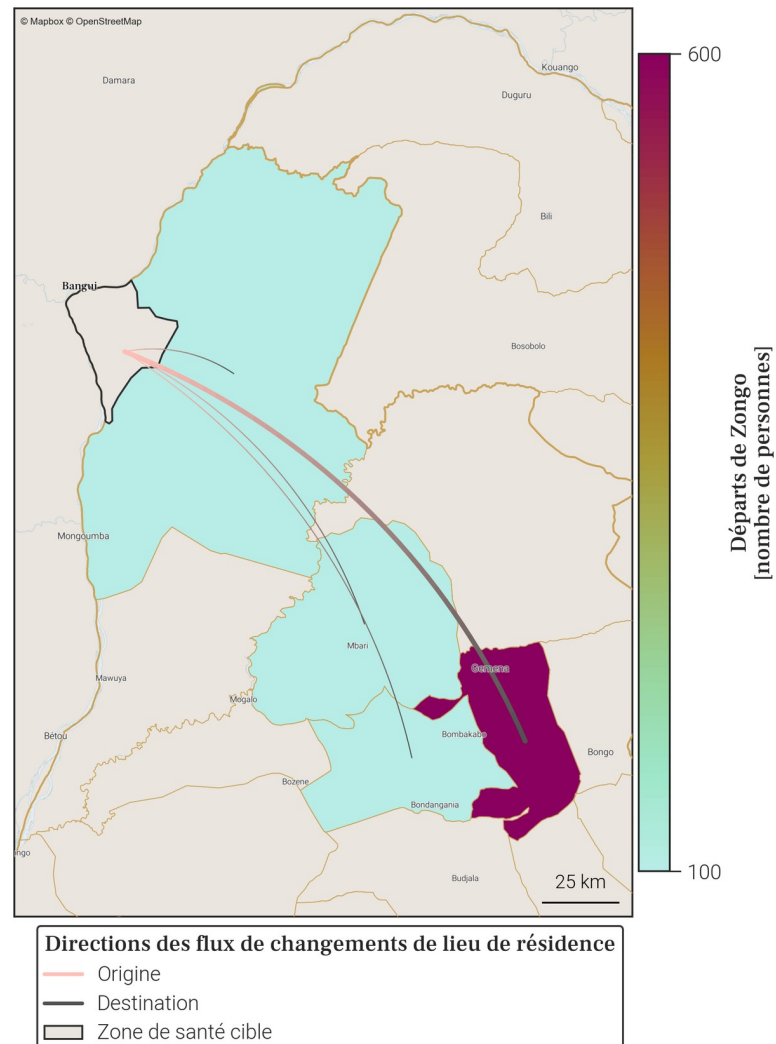 © Mapbox © OpenStreetMap
Damara
Kouango
Duguru
Bili
Bangui
Bosobolo
Mongoumba
Mbari
Gemena
Mawuya
Mogalo
Bétou
Bombakabo
Bongo
Bozene
Bondangania
ngo
Budjala
25 km
600
100
Départs de Zongo
[nombre de personnes]
Directions des flux de changements de lieu de résidence
Origine
Destination
Zone de santé cible